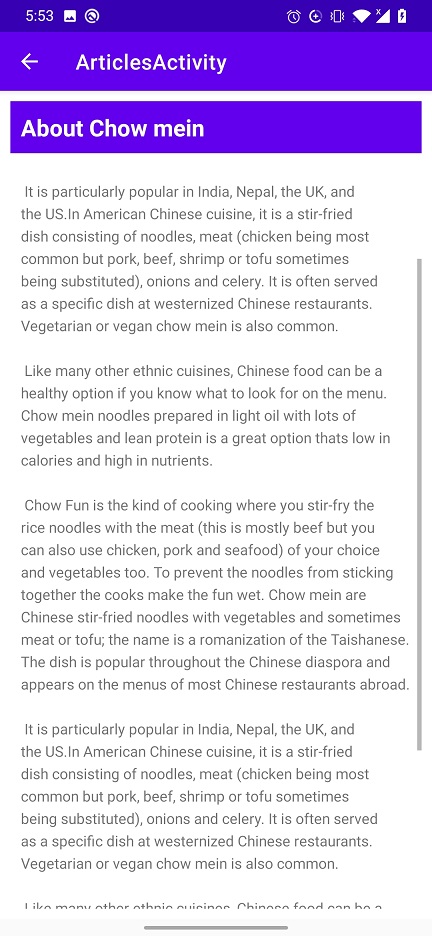 5:53
ArticlesActivity
About Chow mein
It is particularly popular in India, Nepal, the UK, and
the US.In American Chinese cuisine, it is a stir-fried
dish consisting of noodles, meat (chicken being most
common but pork, beef, shrimp or tofu sometimes
being substituted), onions and celery. It is often served
as a specific dish at westernized Chinese restaurants.
Vegetarian or vegan chow mein is also common.
Like many other ethnic cuisines, Chinese food can be a
healthy option if you know what to look for on the menu.
Chow mein noodles prepared in light oil with lots of
vegetables and lean protein is a great option thats low in
calories and high in nutrients.
Chow Fun is the kind of cooking where you stir-fry the
rice noodles with the meat (this is mostly beef but you
can also use chicken, pork and seafood) of your choice
and vegetables too. To prevent the noodles from sticking
together the cooks make the fun wet. Chow mein are
Chinese stir-fried noodles with vegetables and sometimes
meat or tofu; the name is a romanization of the Taishanese.
The dish is popular throughout the Chinese diaspora and
appears on the menus of most Chinese restaurants abroad.
It is particularly popular in India, Nepal, the UK, and
the US.In American Chinese cuisine, it is a stir-fried
dish consisting of noodles, meat (chicken being most
common but pork, beef, shrimp or tofu sometimes
being substituted), onions and celery. It is often served
as a specific dish at westernized Chinese restaurants.
Vegetarian or vegan chow mein is also common.
Like many other ethnic cuisines, Chinese food can be a